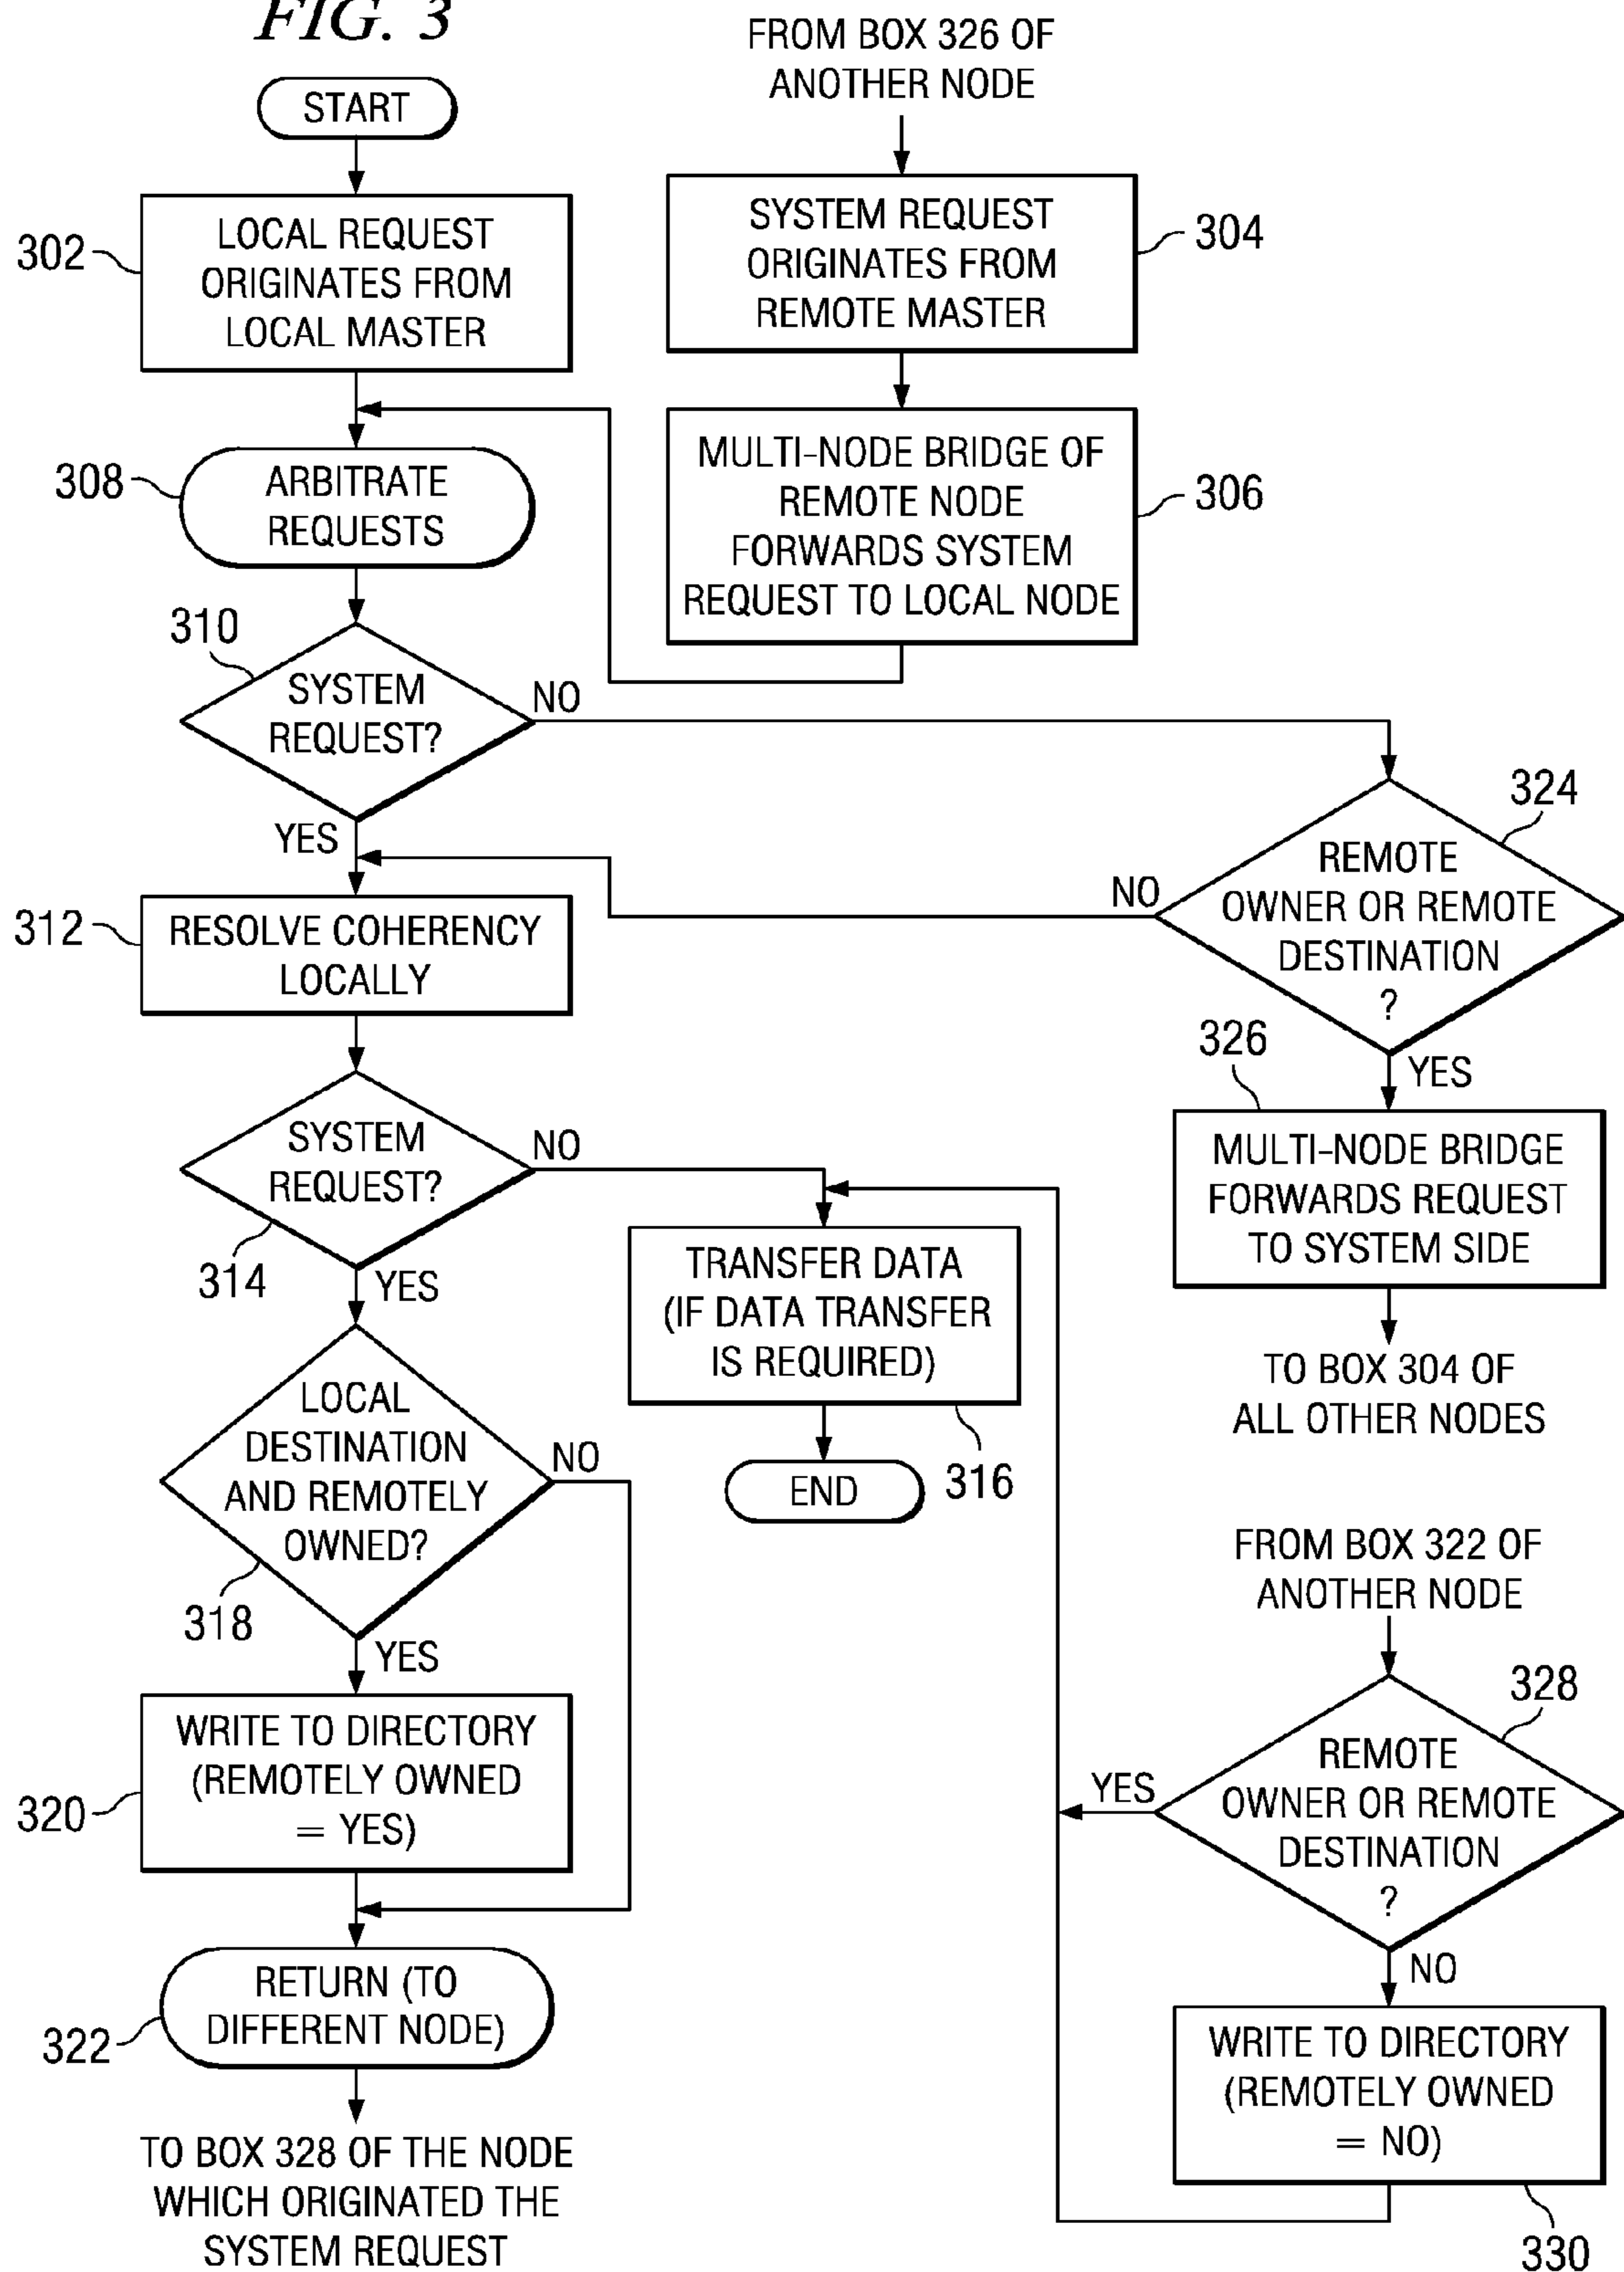 FIG. 3
START
302
LOCAL REQUEST
ORIGINATES FROM
LOCAL MASTER
FROM BOX 326 OF
ANOTHER NODE
SYSTEM REQUEST
ORIGINATES FROM
REMOTE MASTER
304
MULTI-NODE BRIDGE OF
REMOTE NODE
FORWARDS SYSTEM
REQUEST TO LOCAL NODE
306
308
ARBITRATE
REQUESTS
310
SYSTEM
REQUEST?
NO
YES
324
REMOTE
OWNER OR REMOTE
DESTINATION
?
NO
YES
312
RESOLVE COHERENCY
LOCALLY
326
MULTI-NODE BRIDGE
FORWARDS REQUEST
TO SYSTEM SIDE
TO BOX 304 OF
ALL OTHER NODES
SYSTEM
REQUEST?
NO
314
YES
TRANSFER DATA
(IF DATA TRANSFER
IS REQUIRED)
316
END
LOCAL
DESTINATION
AND REMOTELY
OWNED?
NO
318
YES
320
WRITE TO DIRECTORY
(REMOTELY OWNED
= YES)
322
RETURN (TO
DIFFERENT NODE)
TO BOX 328 OF THE NODE
WHICH ORIGINATED THE
SYSTEM REQUEST
FROM BOX 322 OF
ANOTHER NODE
328
REMOTE
OWNER OR REMOTE
DESTINATION
?
YES
NO
WRITE TO DIRECTORY
(REMOTELY OWNED
= NO)
330